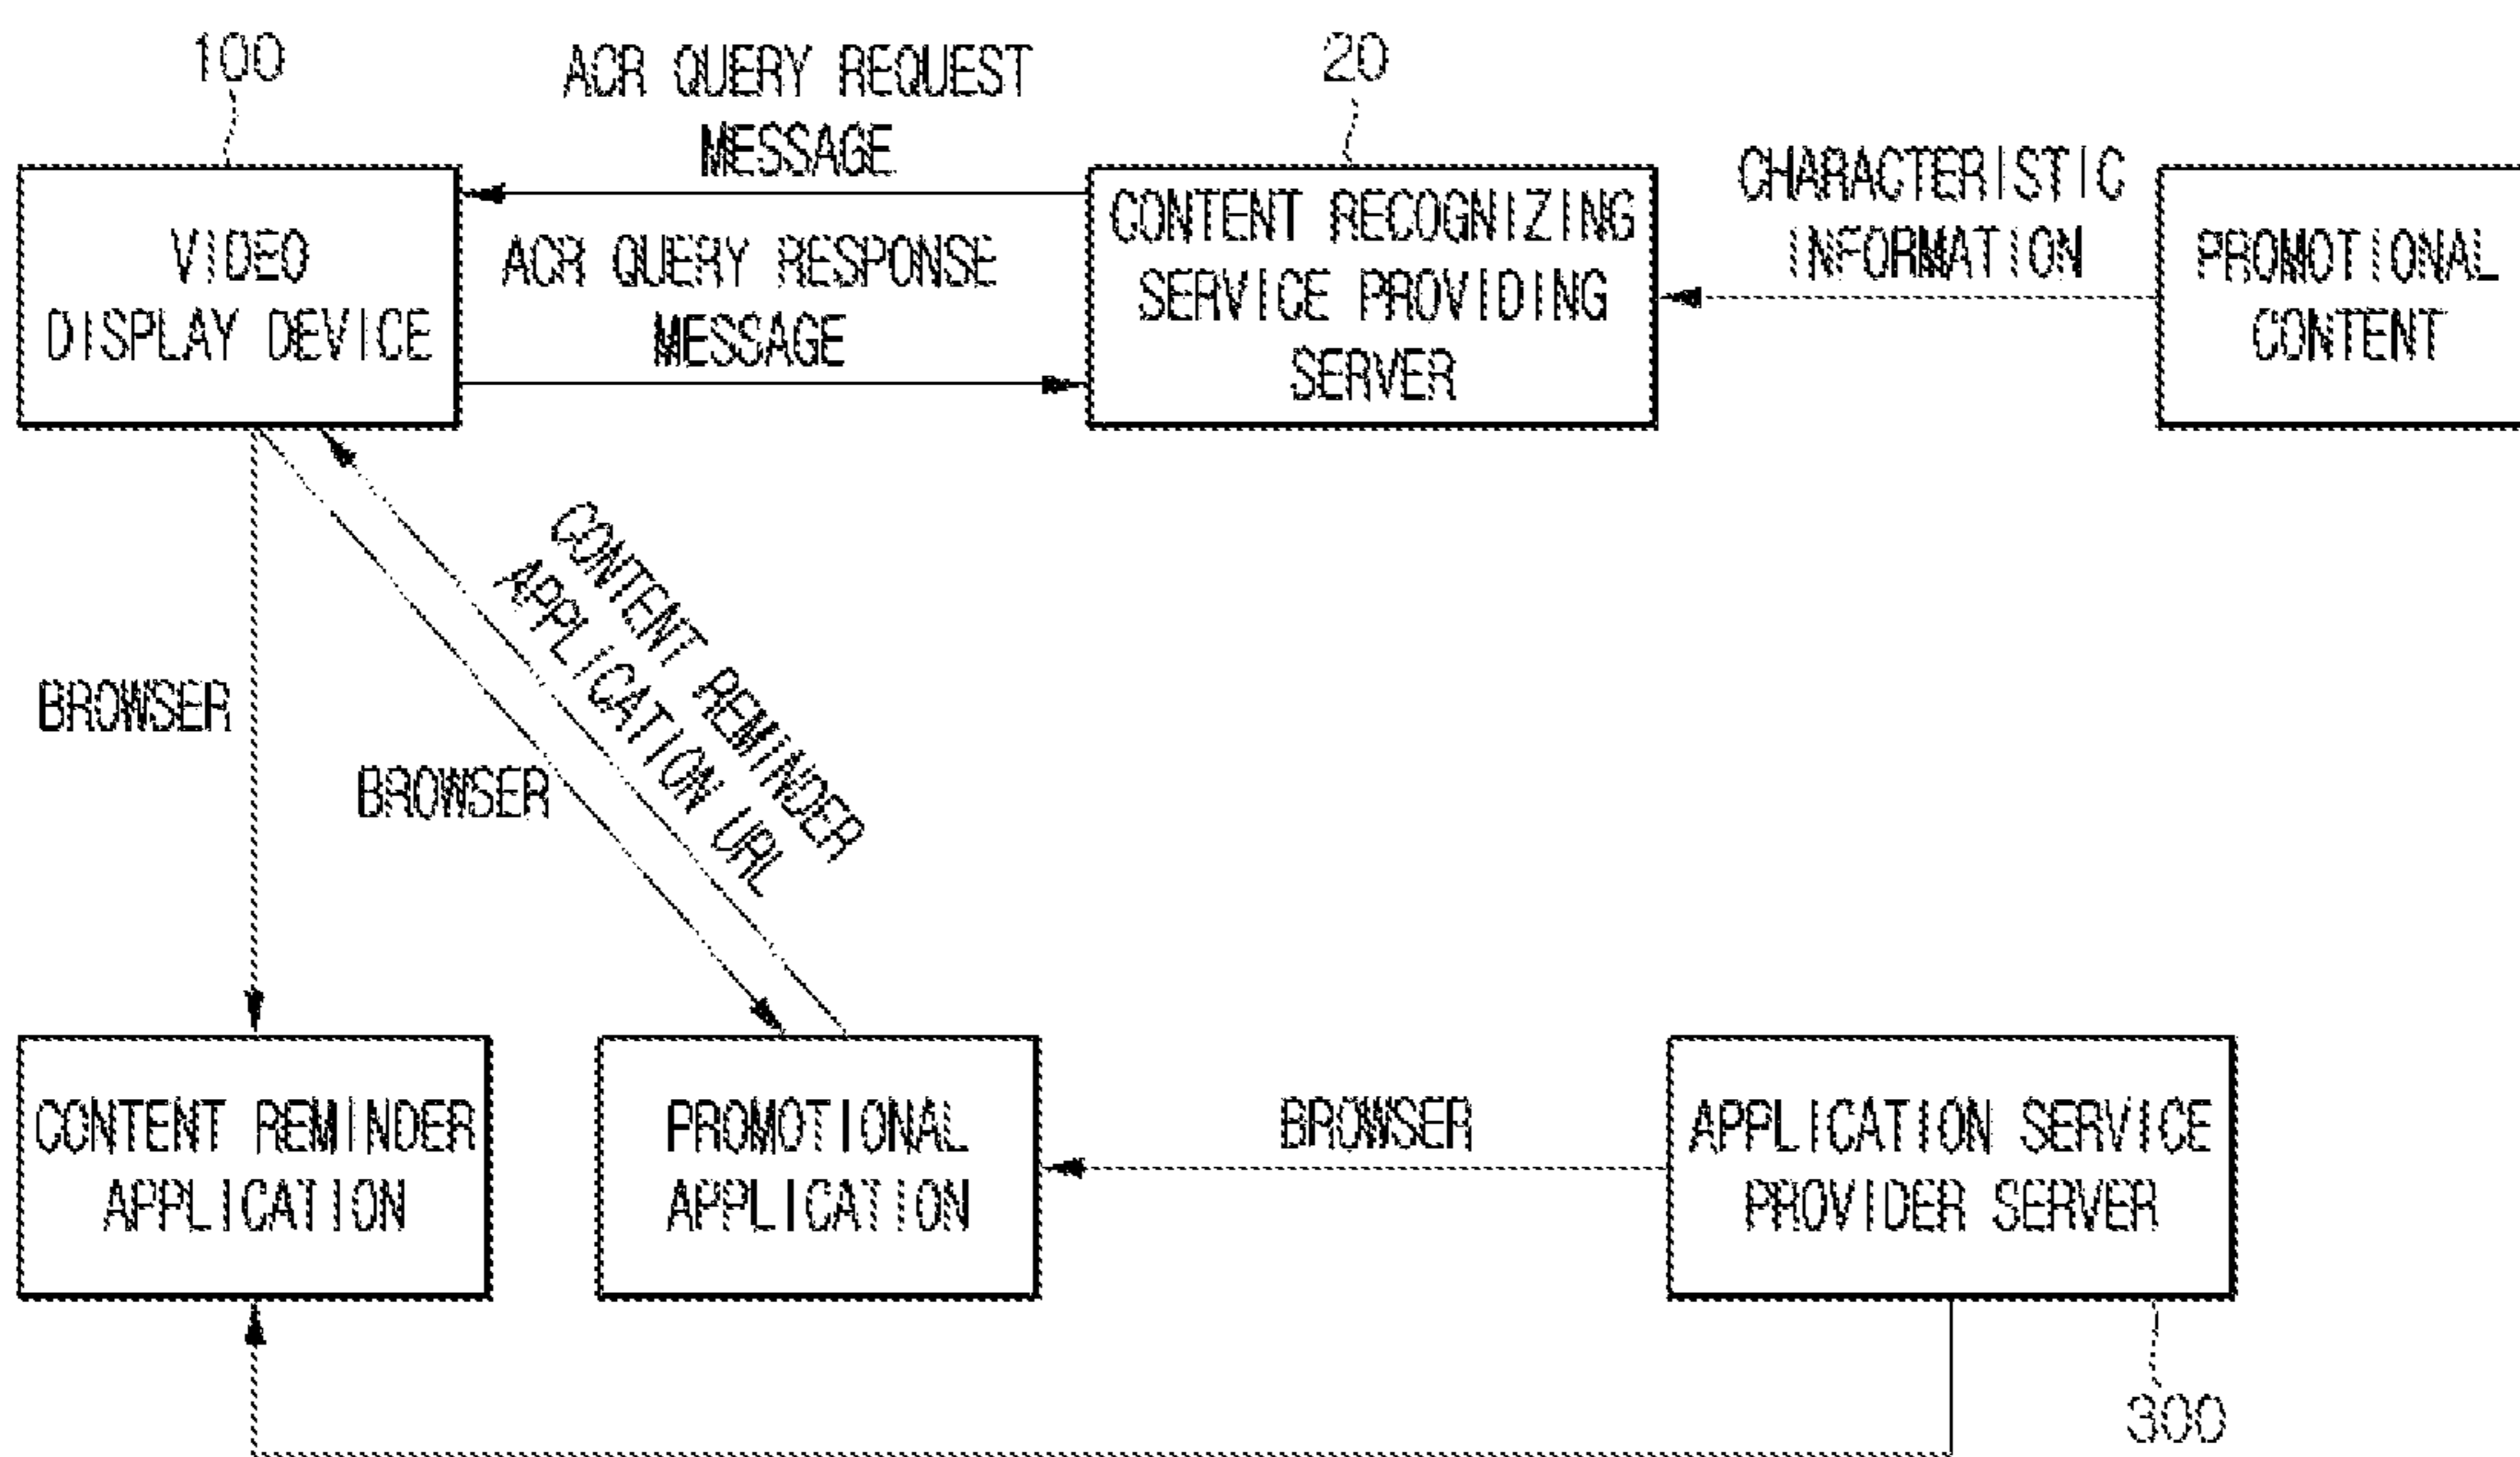 100
ACR QUERY REQUEST
MESSAGE
20
CHARACTERISTIC
INFORMATION
VIDEO
DISPLAY DEVICE
ACR QUERY RESPONSE
MESSAGE
CONTENT RECOGNIZING
SERVICE PROVIDING
SERVER
PROMOTIONAL
CONTENT
CONTENT REMINDER
APPLICATION URL
BROWSER
BROWSER
CONTENT REMINDER
APPLICATION
PROMOTIONAL
APPLICATION
BROWSER
APPLICATION SERVICE
PROVIDER SERVER
300